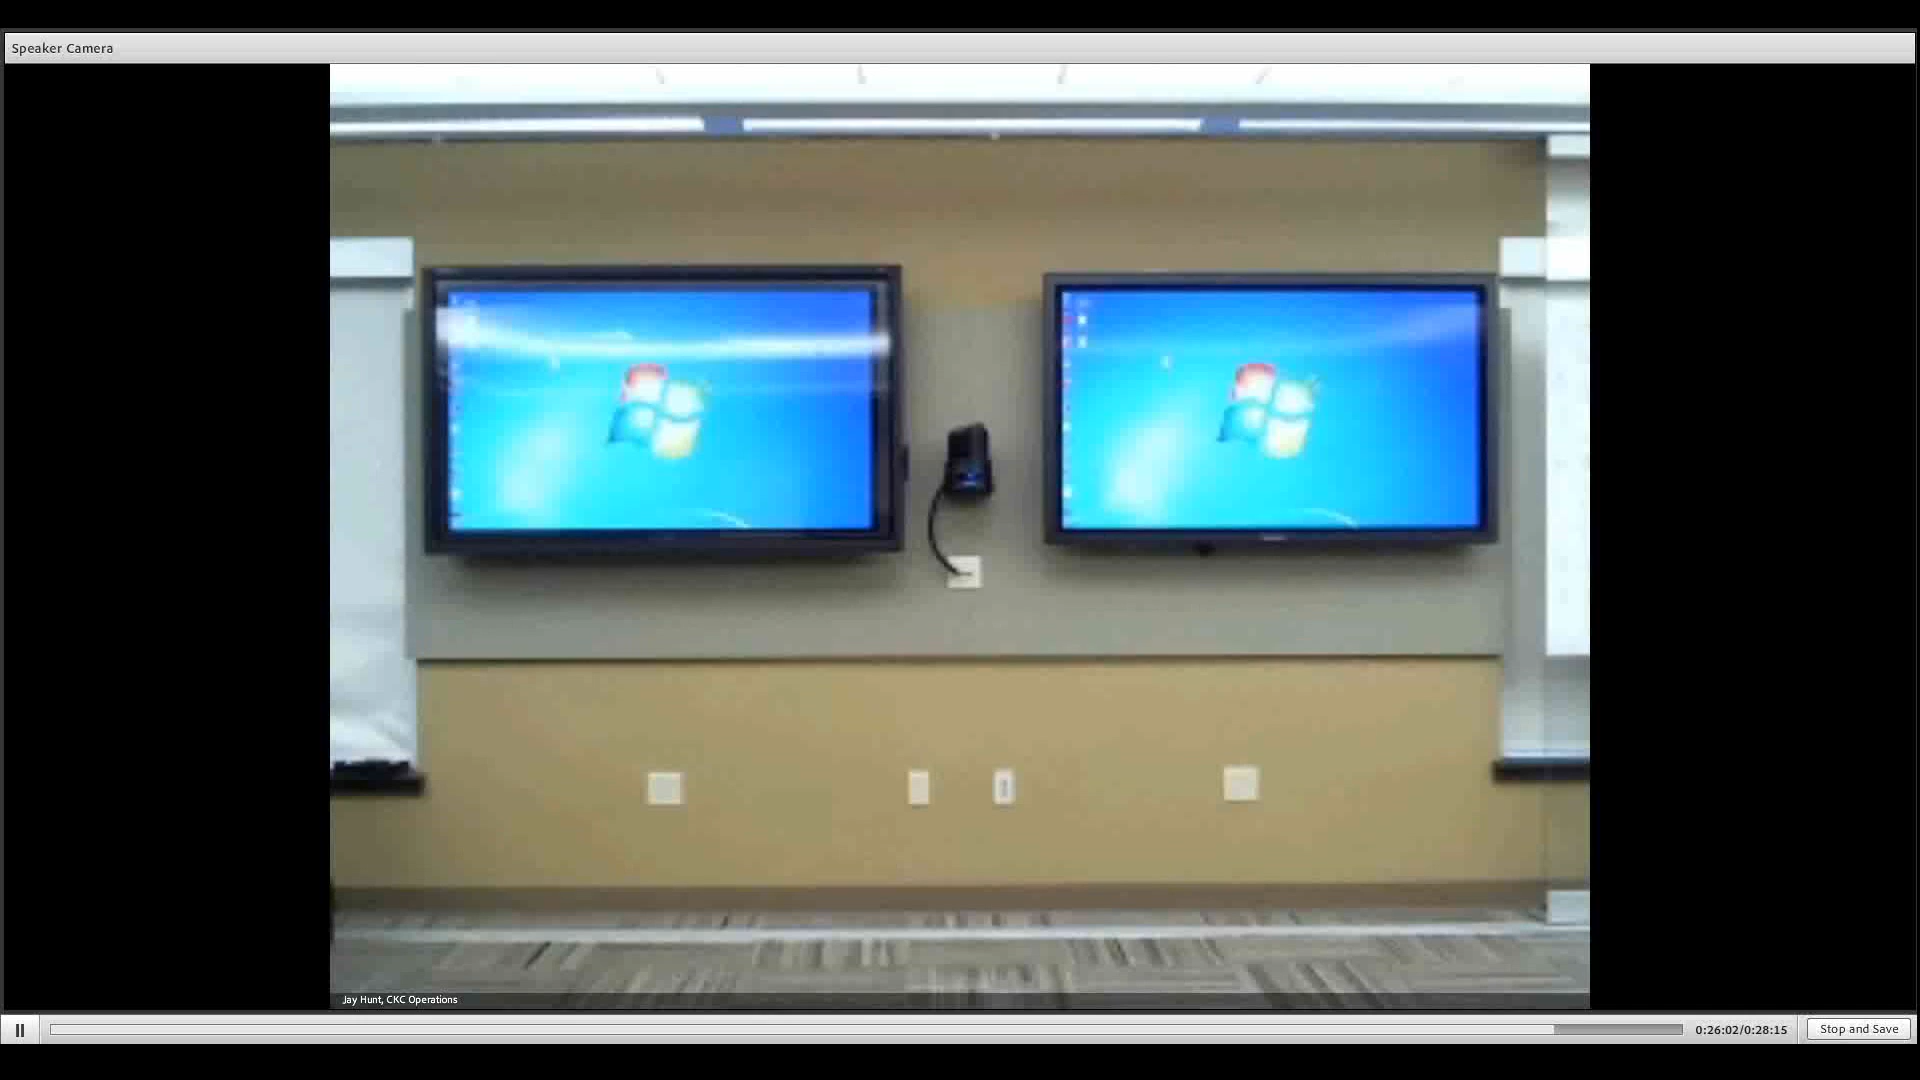 Speaker Camera
Jay Hunt, CKC Operations
0:26:02/0:28:15
Stop and Save